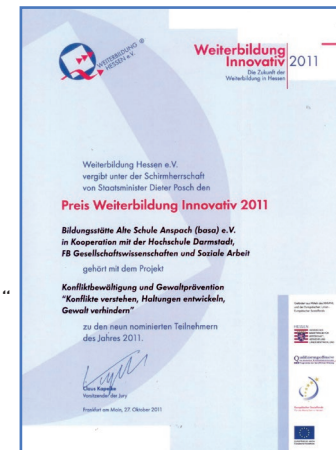 WEITERBILDUNG
HESSEN e.V.
®
Weiterbildung
Innovativ
2011
Die Zukunft der
Weiterbildung in Hessen
Weiterbildung Hessen e.V.
vergibt unter der Schirmherrschaft
von Staatsminister Dieter Posch den
Preis Weiterbildung Innovativ 2011
Bildungsstätte Alte Schule Anspach (basa) e.V.
in Kooperation mit der Hochschule Darmstadt,
FB Gesellschaftswissenschaften und Soziale Arbeit
gehört mit dem Projekt
Konfliktbewältigung und Gewaltprävention
"Konflikte verstehen, Haltungen entwickeln,
Gewalt verhindern"
zu den neun nominierten Teilnehmern
des Jahres 2011.
“
Claus Kapelke
Vorsitzender der Jury
Frankfurt am Main, 27. Oktober 2011
HESSEN